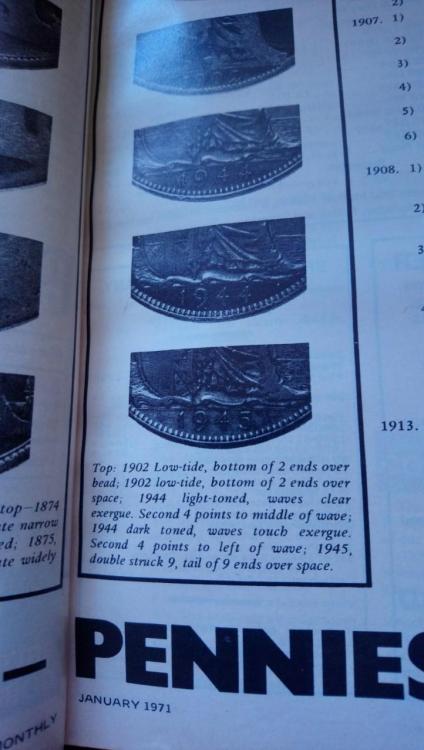 1944
1944
1945
top—1874
narrow
1875,
widely
MONTHLY
Top: 1902 Low-tide, bottom of 2 ends over
bead; 1902 low-tide, bottom of 2 ends over
space; 1944 light-toned, waves clear
exergue. Second 4 points to middle of wave;
1944 dark toned, waves touch exergue.
Second 4 points to left of wave; 1945,
double struck 9, tail of 9 ends over space.
PENNIES
JANUARY 1971
2)
1907. 1)
2)
3)
4)
5)
6)
1908. 1)
2)
3
1913.